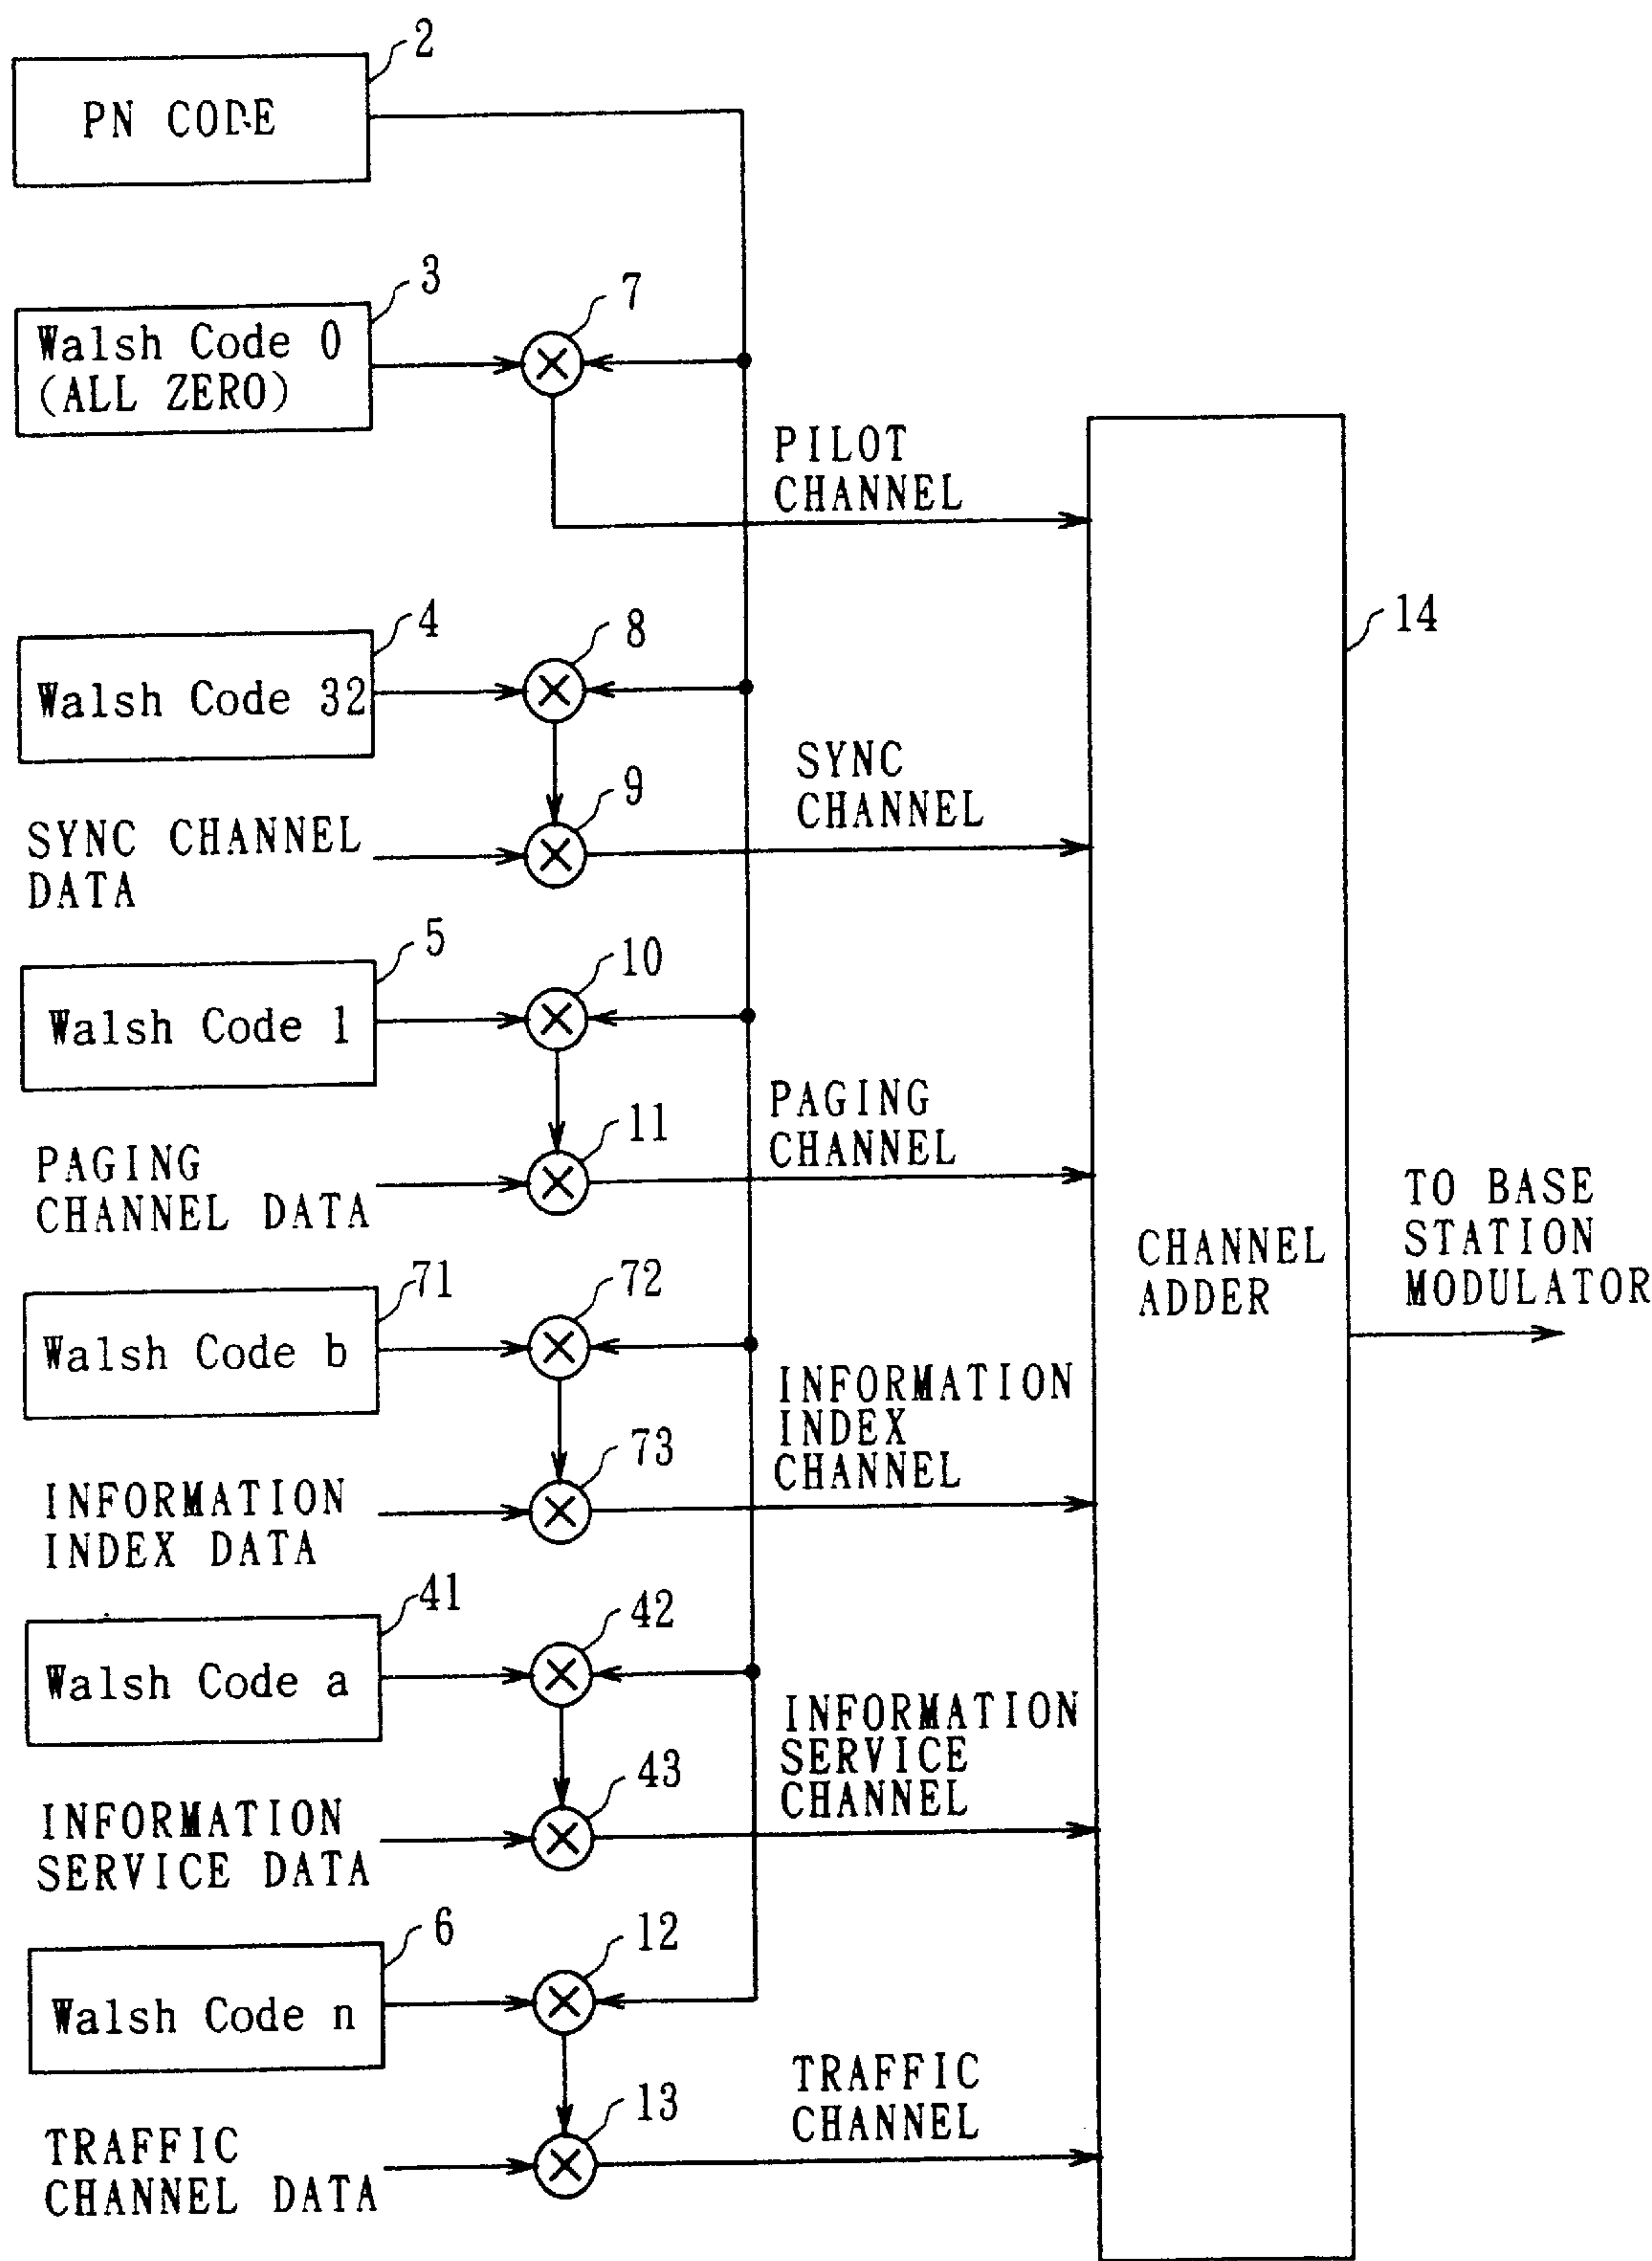 2
PN CODE
3
7
Walsh Code 0
(ALL ZERO)
PILOT
CHANNEL
4
8
14
Walsh Code 32
SYNC
CHANNEL
9
SYNC CHANNEL
DATA
5
10
Walsh Code 1
PAGING
CHANNEL
11
PAGING
CHANNEL DATA
TO BASE
STATION
MODULATOR
CHANNEL
ADDER
71
72
Walsh Code b
INFORMATION
INDEX
CHANNEL
73
INFORMATION
INDEX DATA
41
42
Walsh Code a
INFORMATION
SERVICE
CHANNEL
43
INFORMATION
SERVICE DATA
6
12
Walsh Code n
TRAFFIC
CHANNEL
13
TRAFFIC
CHANNEL DATA